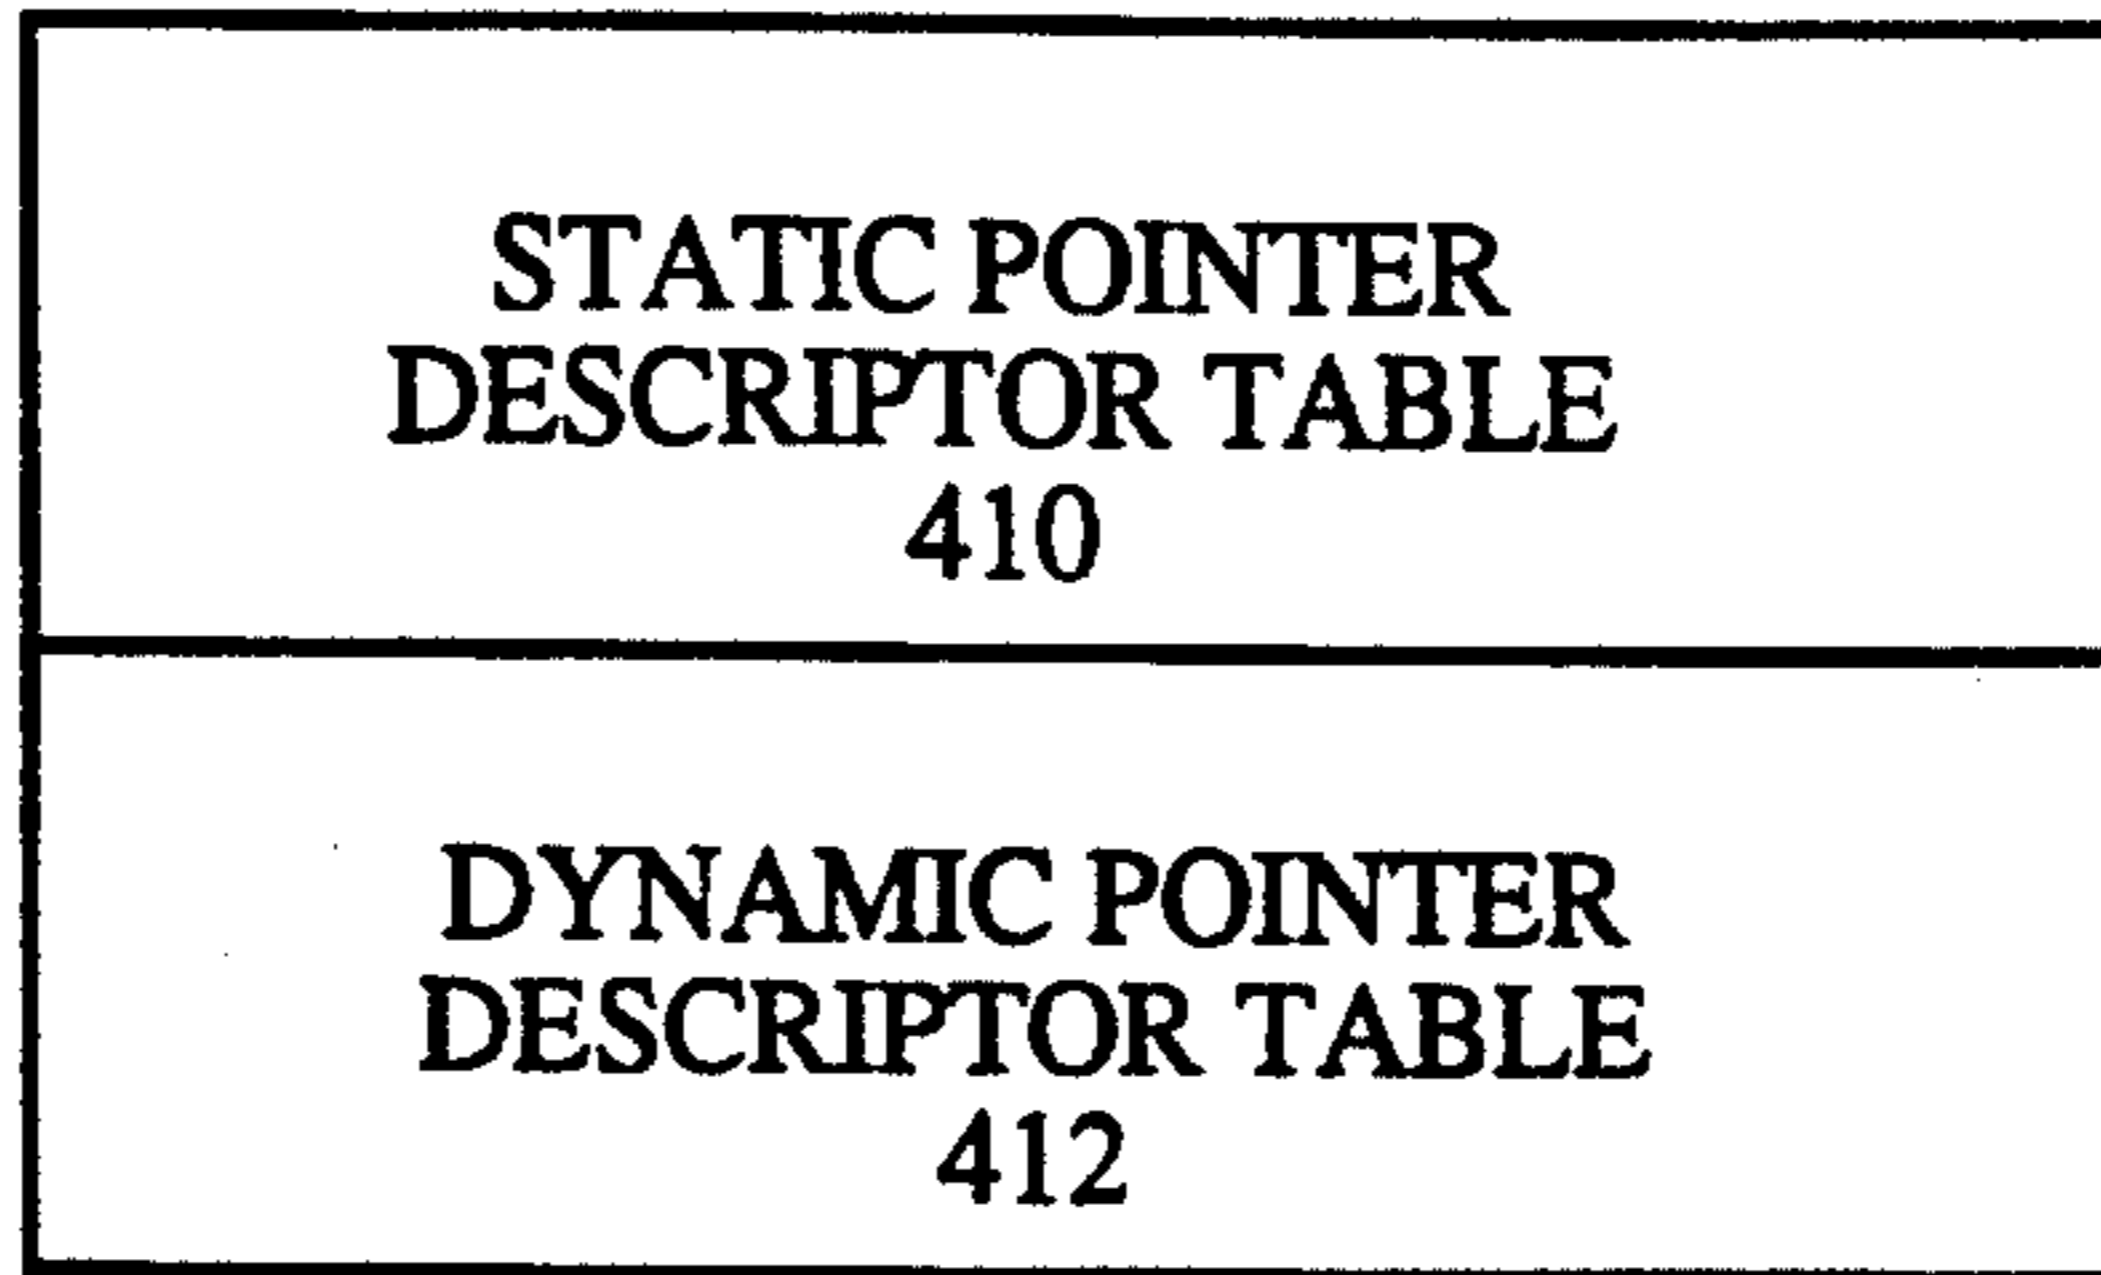 STATIC POINTER
DESCRIPTOR TABLE
410
DYNAMIC POINTER
DESCRIPTOR TABLE
412